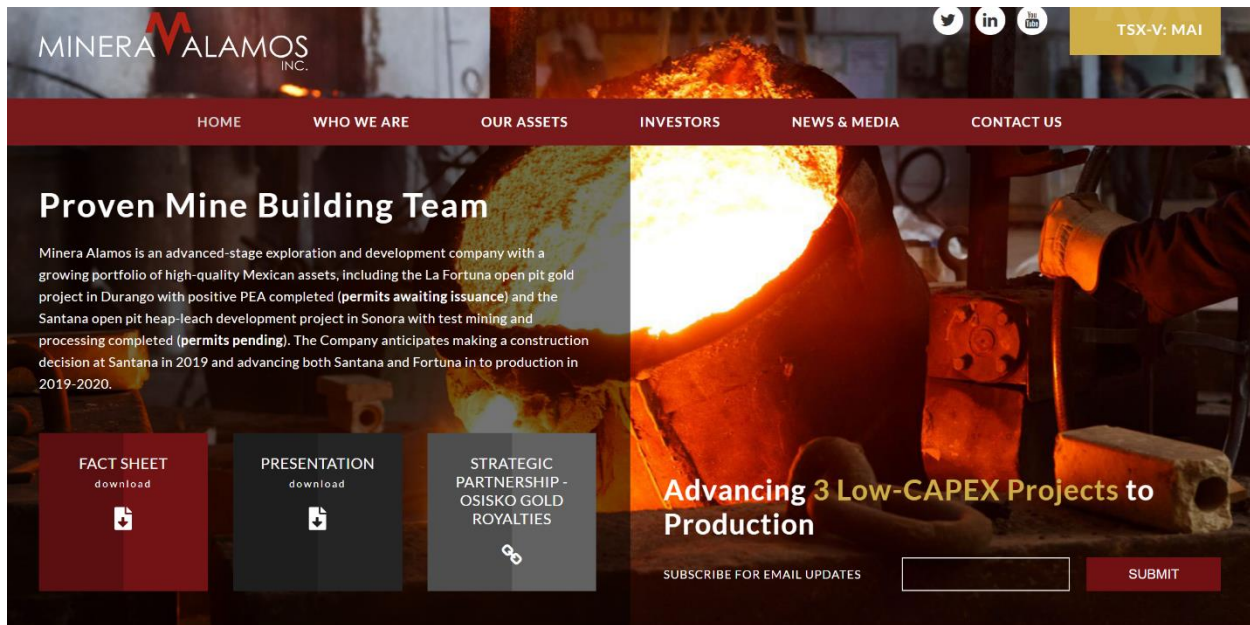 MINERA ALAMOS
INC.
You
Tube
TSX-V: MAI
HOME
WHO WE ARE
OUR ASSETS
INVESTORS
NEWS & MEDIA
CONTACT US
Proven Mine Building Team
Minera Alamos is an advanced-stage exploration and development company with a
growing portfolio of high-quality Mexican assets, including the La Fortuna open pit gold
project in Durango with positive PEA completed (permits awaiting issuance) and the
Santana open pit heap-leach development project in Sonora with test mining and
processing completed (permits pending). The Company anticipates making a construction
decision at Santana in 2019 and advancing both Santana and Fortuna in to production in
2019-2020.
FACT SHEET
download
PRESENTATION
download
STRATEGIC
PARTNERSHIP -
OSISKO GOLD
ROYALTIES
Advancing 3 Low-CAPEX Projects to
Production
SUBSCRIBE FOR EMAIL UPDATES
SUBMIT